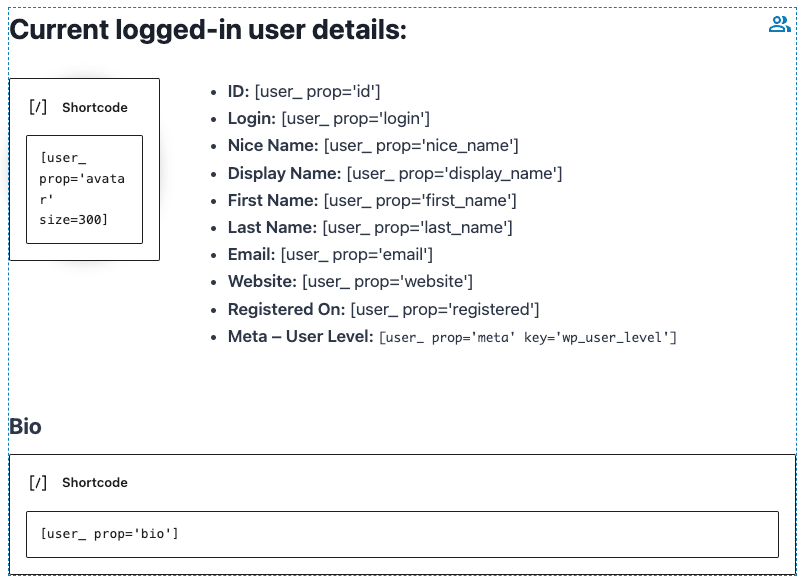 Current logged-in user details:
[/] Shortcode
[user_
prop='avata
r'
size=300]
• ID: [user_ prop='id']
• Login: [user_ prop='login']
• Nice Name: [user_ prop='nice_name']
• Display Name: [user_ prop='display_name']
• First Name: [user_ prop='first_name']
• Last Name: [user_ prop='last_name']
• Email: [user_ prop='email']
• Website: [user_ prop='website']
• Registered On: [user_ prop='registered']
• Meta – User Level: [user_ prop='meta' key='wp_user_level']
Bio
[/] Shortcode
[user_ prop='bio']